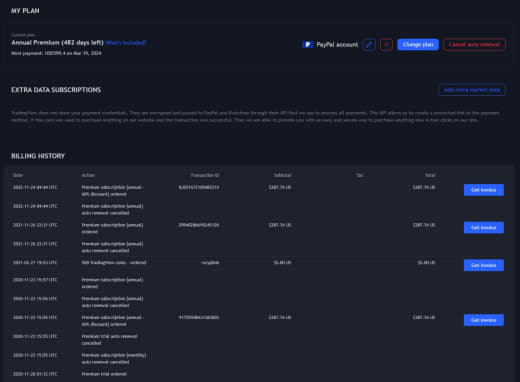 MY PLAN
Current plan
Annual Premium (482 days left) What's included?
Next payment: USD599.4 on Mar 19, 2024
PayPal account
Change plan
Cancel auto renewal
EXTRA DATA SUBSCRIPTIONS
Add more market data
TradingView does not store your payment credentials. They are encrypted and passed to PayPal and Braintree through their API that we use to process all payments. This API allows us to create a protected link to the payment
method. If the card was used to purchase anything on our website and the transaction was successful. Then we are able to provide you with an easy and secure way to purchase anything else in two clicks on our site.
BILLING HISTORY
Date Action Transaction ID Subtotal Tax Total
2022-11-24 04:44 UTC Premium subscription (annual - $287.76 US $287.76 US Get invoice
60% discount) ordered
2022-11-24 04:44 UTC Premium subscription (annual)
auto renewal cancelled
2021-11-26 22:31 UTC Premium subscription (annual) $287.76 US $287.76 US Get invoice
ordered
2021-11-26 22:31 UTC Premium subscription (annual)
auto renewal cancelled
19:53 UTC TradingView coins - ordered $5.00 US $5.00 US Get invoice
2020-11-23 15:57 UTC Premium subscription (annual)
ordered
2020-11-23 15:56 UTC Premium subscription (annual)
auto renewal cancelled
2020-11-23 15:55 UTC Premium subscription (annual - $287.76 US $287.76 US Get invoice
60% discount) ordered
2020-11-23 15:55 UTC Premium trial auto renewal
cancelled
2020-11-23 15:55 UTC Premium subscription (monthly)
auto renewal cancelled
2020-11-20 01:12 UTC Premium trial ordered